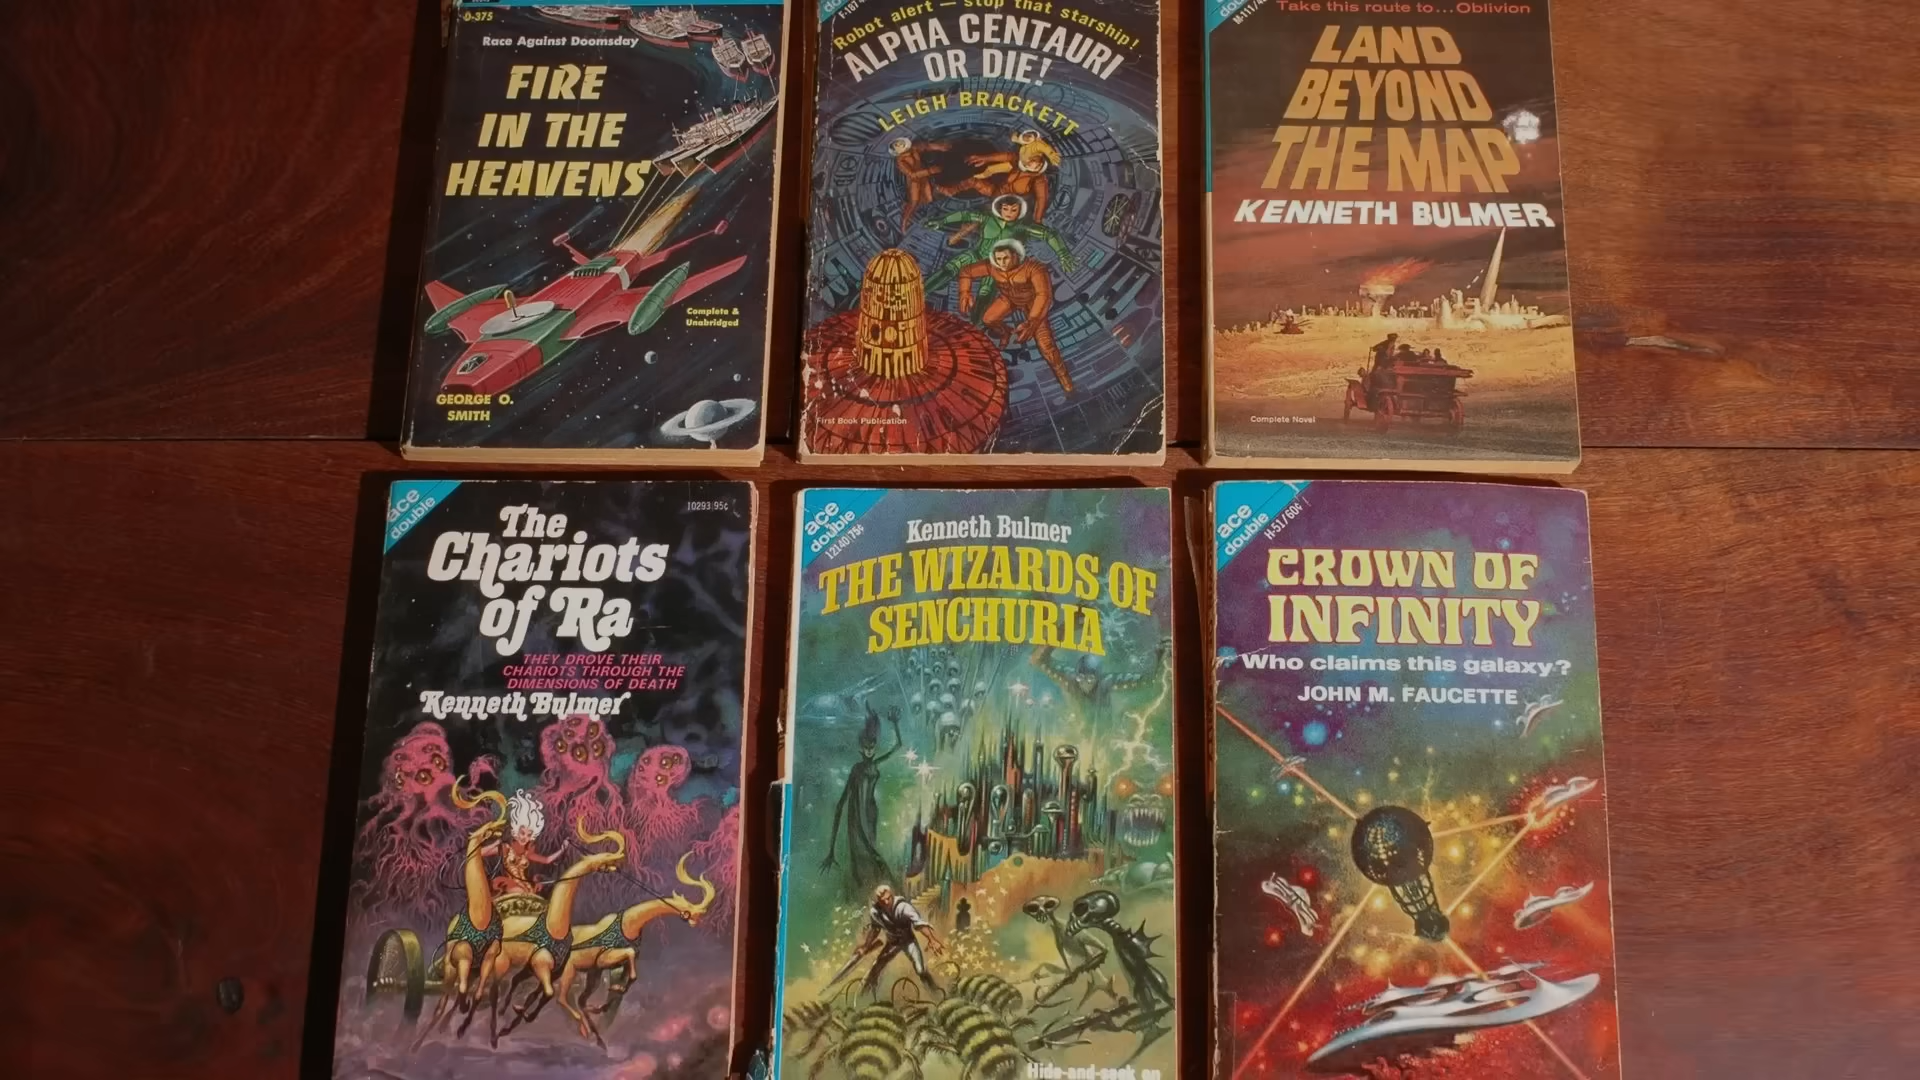 D-375
Race Against Doomsday
FIRE
IN THE
HEAVENS
Complete &
Unabridged
GEORGE O.
SMITH
Robot alert — stop that starship!
ALPHA CENTAURI
OR DIE!
LEIGH BRACKETT
First Book Publication
Take this route to...Oblivion
LAND
BEYOND
THE MAP
KENNETH BULMER
Complete Novel
ace
double
10293 95¢
The
Chariots
of Ra
THEY DROVE THEIR
CHARIOTS THROUGH THE
DIMENSIONS OF DEATH
Kenneth Bulmer
ace
double
12140 75¢
Kenneth Bulmer
THE WIZARDS OF
SENCHURIA
Hide-and-seek on
ace
double
H-51/60¢
CROWN OF
INFINITY
Who claims this galaxy?
JOHN M. FAUCETTE